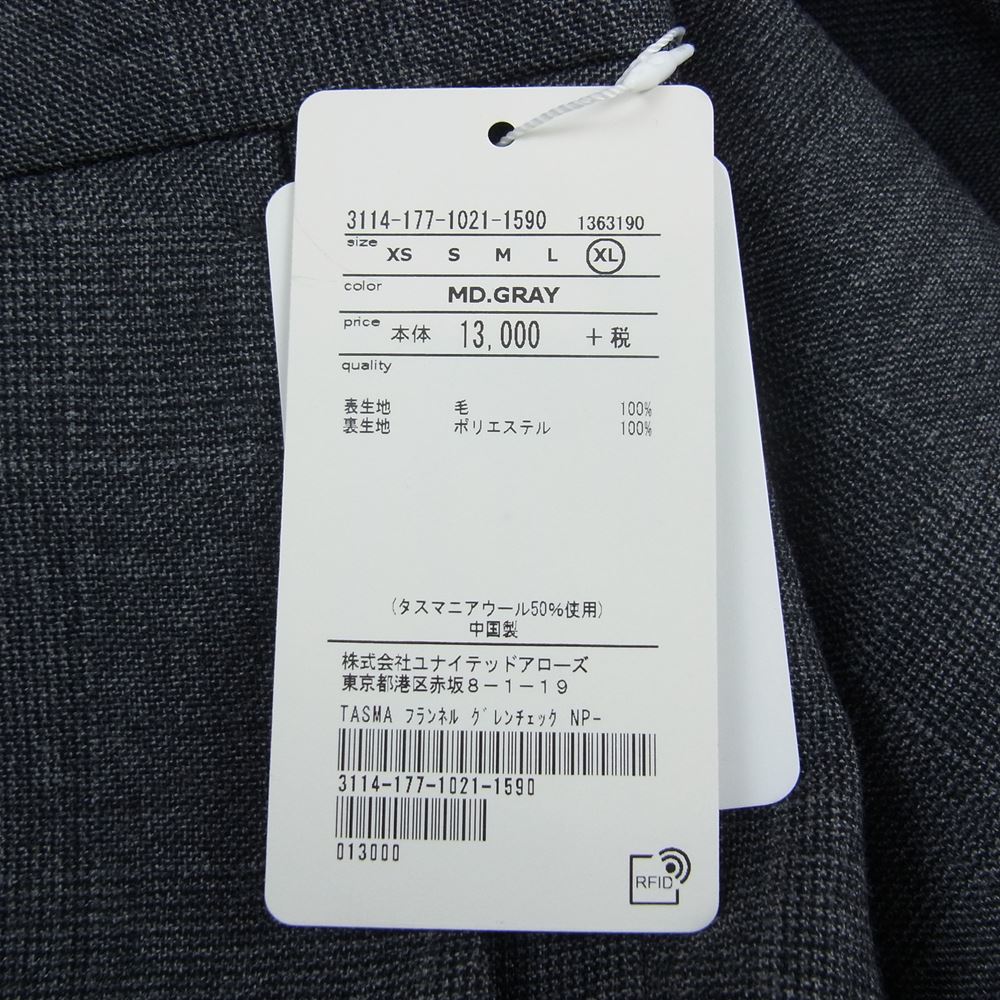 3114-177-1021-1590 1363190
size XS S M L XL
color MD.GRAY
price 本体 13,000 +税
quality
表生地 毛 100%
裏生地 ポリエステル 100%
(タスマニアウール50%使用)
中国製
株式会社ユナイテッドアローズ
東京都港区赤坂8-1-19
TASMA フランネル グレンチェック NP-
3114-177-1021-1590
013000
RFID